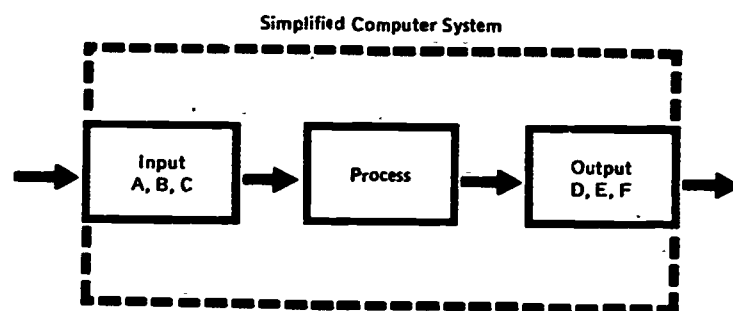 Simplified Computer System
Input
A, B, C
Process
Output
D, E, F